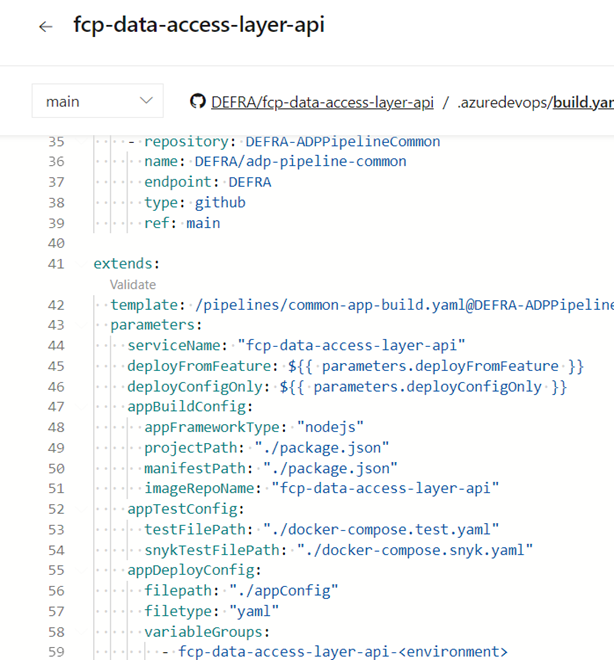 ← fcp-data-access-layer-api
main DEFRA/fcp-data-access-layer-api / .azuredevops/build.yar
35 - repository: DEFRA-ADPPipelineCommon
36 name: DEFRA/adp-pipeline-common
37 endpoint: DEFRA
38 type: github
39 ref: main
40
41 extends:
Validate
42 template: /pipelines/common-app-build.yaml@DEFRA-ADPPipeline
43 parameters:
44 serviceName: "fcp-data-access-layer-api"
45 deployFromFeature: ${{ parameters.deployFromFeature }}
46 deployConfigOnly: ${{ parameters.deployConfigOnly }}
47 appBuildConfig:
48 appFrameworkType: "nodejs"
49 projectPath: "./package.json"
50 manifestPath: "./package.json"
51 imageRepoName: "fcp-data-access-layer-api"
52 appTestConfig:
53 testFilePath: "./docker-compose.test.yaml"
54 snykTestFilePath: "./docker-compose.snyk.yaml"
55 appDeployConfig:
56 filepath: "./appConfig"
57 filetype: "yaml"
58 variableGroups:
59 - fcp-data-access-layer-api-<environment>